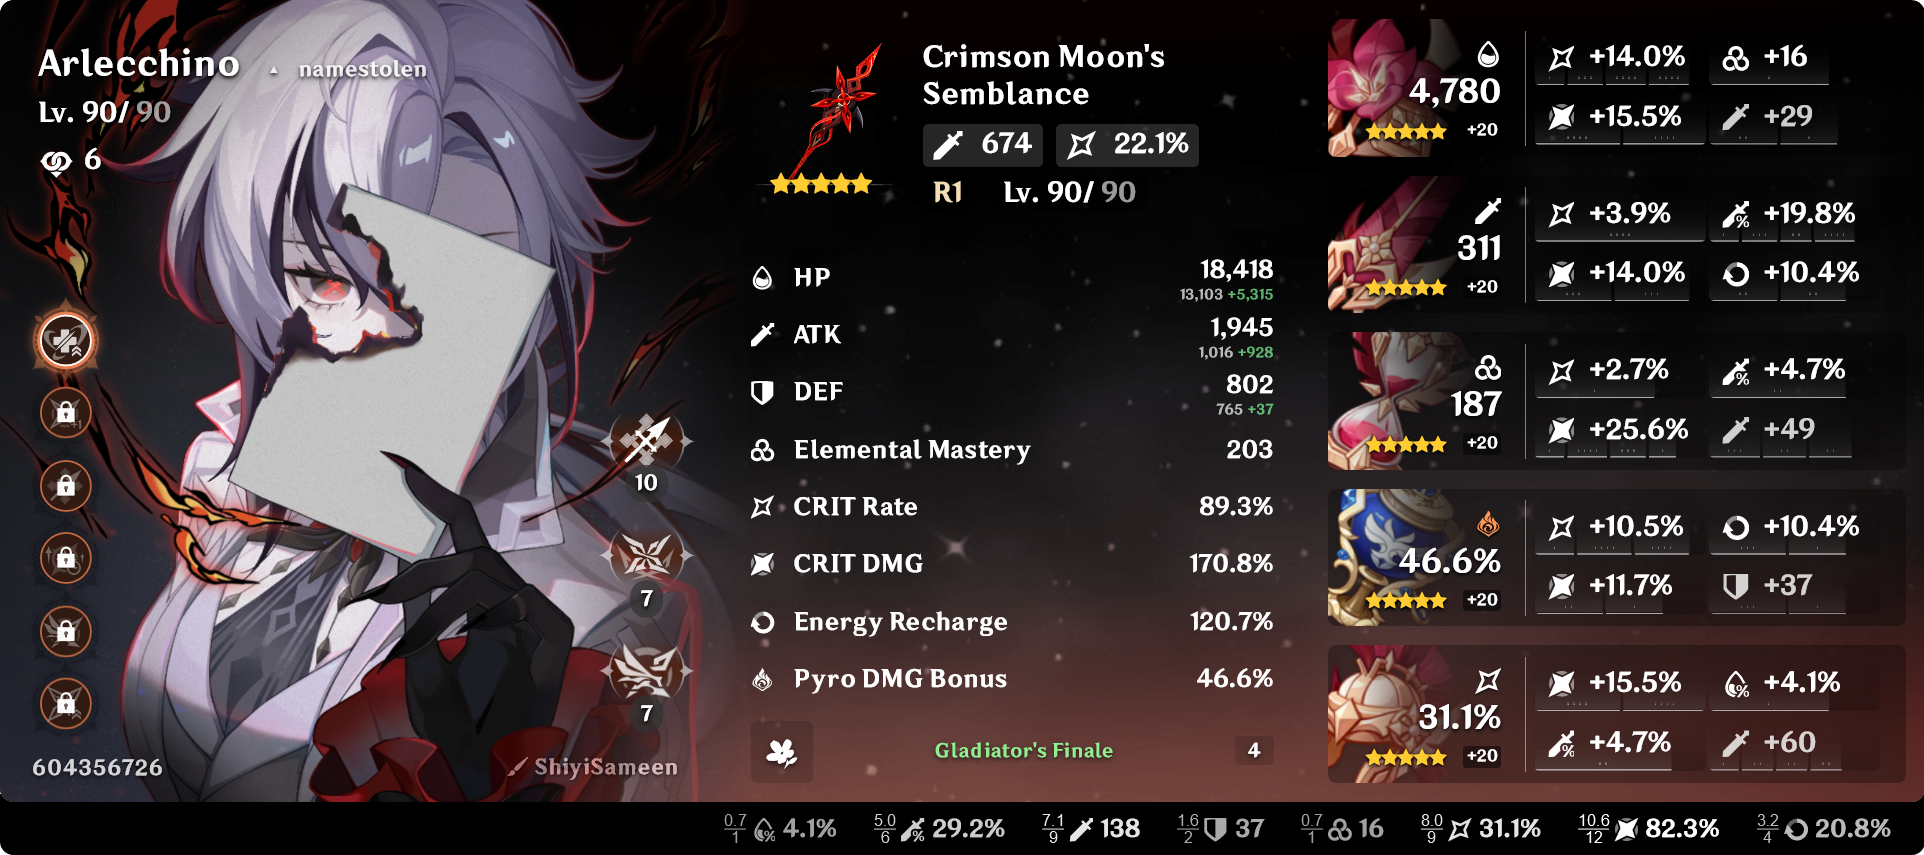 Arlecchino ▲ namestolen
Lv. 90/ 90
6
10
7
7
604356726
ShiyiSameen
Crimson Moon's
Semblance
674 22.1%
R1 Lv. 90/ 90
HP 18,418
13,103 +5,315
ATK 1,945
1,016 +928
DEF 802
765 +37
Elemental Mastery 203
CRIT Rate 89.3%
CRIT DMG 170.8%
Energy Recharge 120.7%
Pyro DMG Bonus 46.6%
Gladiator's Finale 4
4,780
+20
+14.0% +16
+15.5% +29
311
+20
+3.9% +19.8%
+14.0% +10.4%
187
+20
+2.7% +4.7%
+25.6% +49
46.6%
+20
+10.5% +10.4%
+11.7% +37
31.1%
+20
+15.5% +4.1%
+4.7% +60
0.7/1 4.1% 5.0/6 29.2% 7.1/9 138 1.6/2 37 0.7/1 16 8.0/9 31.1% 10.6/12 82.3% 3.2/4 20.8%